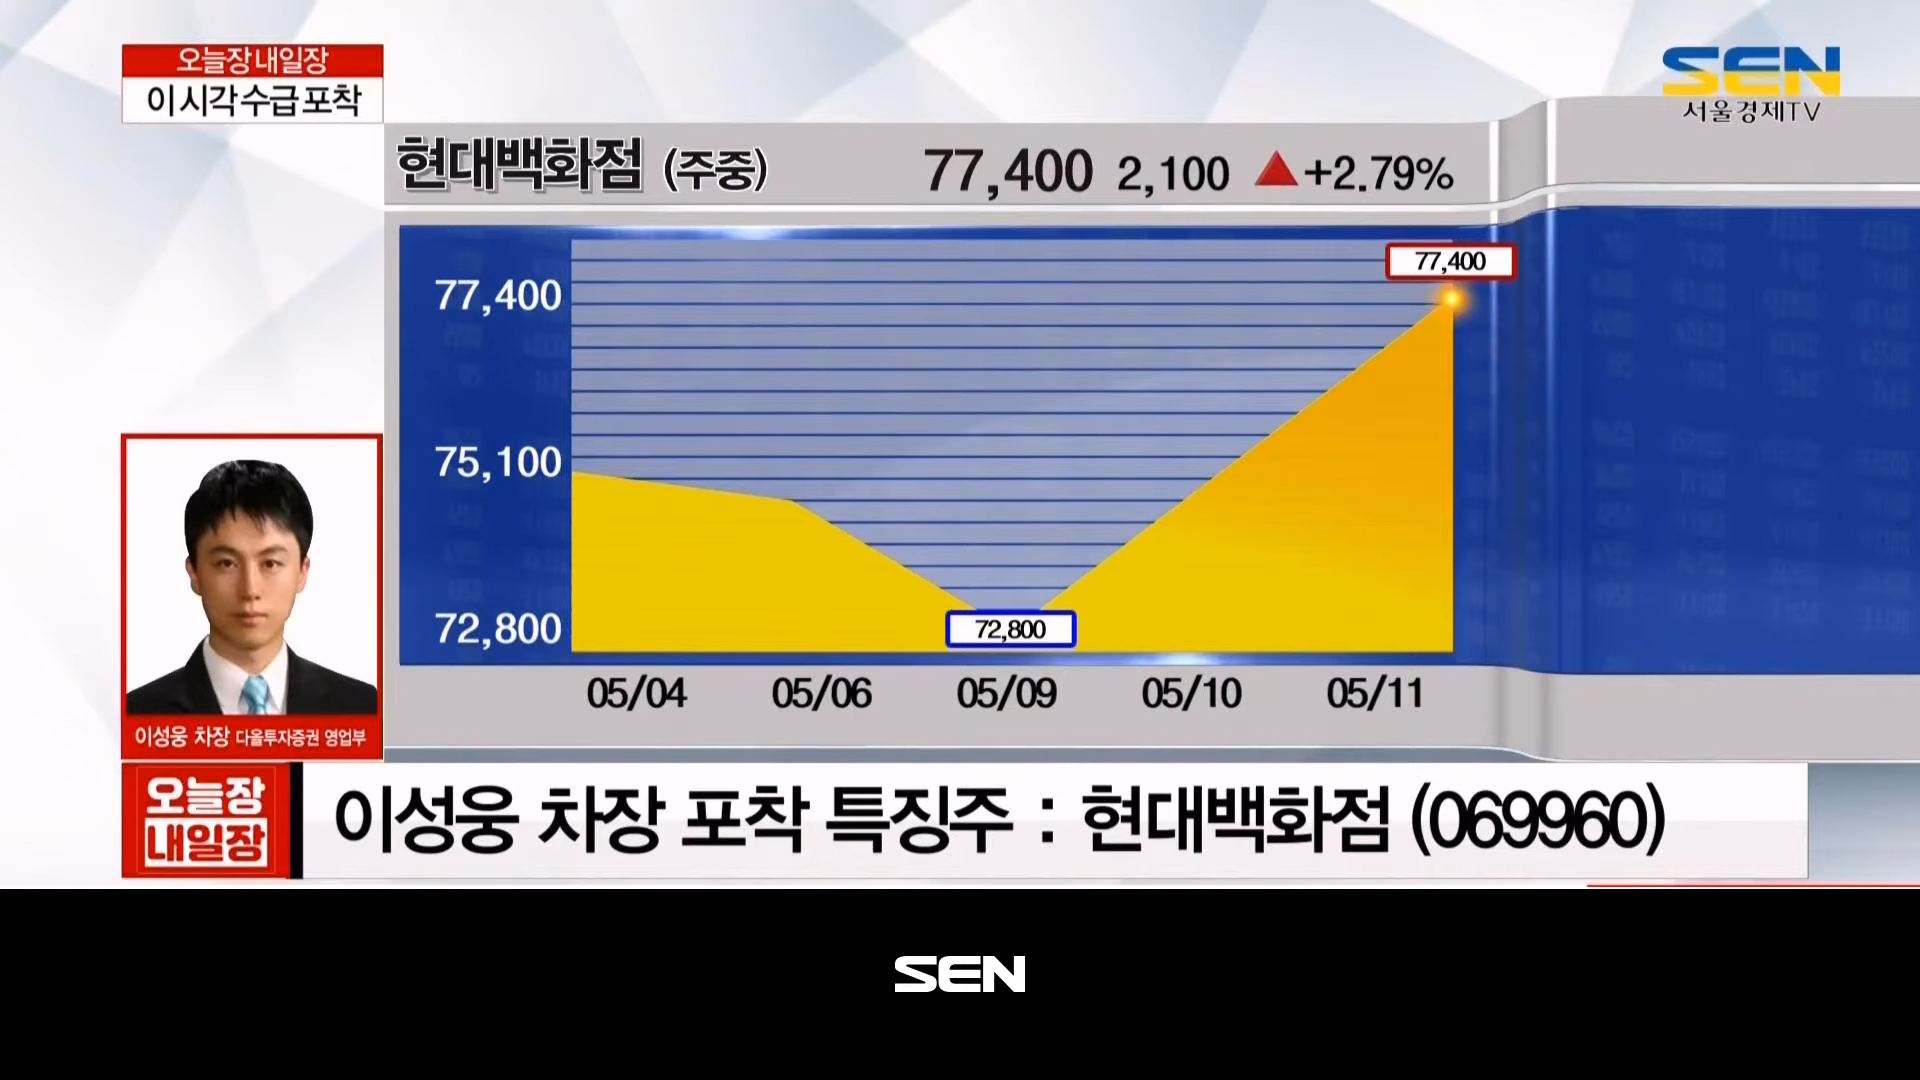 오늘장 내일장
이 시각 수급 포착
SEN
서울경제TV
현대백화점 (주중) 77,400 2,100 ▲+2.79%
77,400
77,400
75,100
72,800
72,800
05/04 05/06 05/09 05/10 05/11
이성웅 차장 다올투자증권 영업부
오늘장
내일장
이성웅 차장 포착 특징주 : 현대백화점 (069960)
SEN